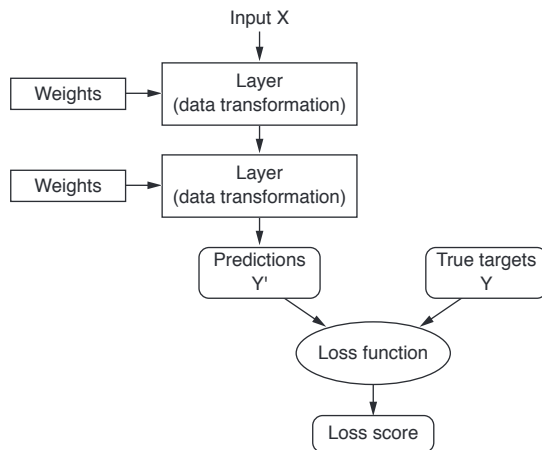 Input X
Weights
Layer
(data transformation)
Weights
Layer
(data transformation)
Predictions
Y'
True targets
Y
Loss function
Loss score